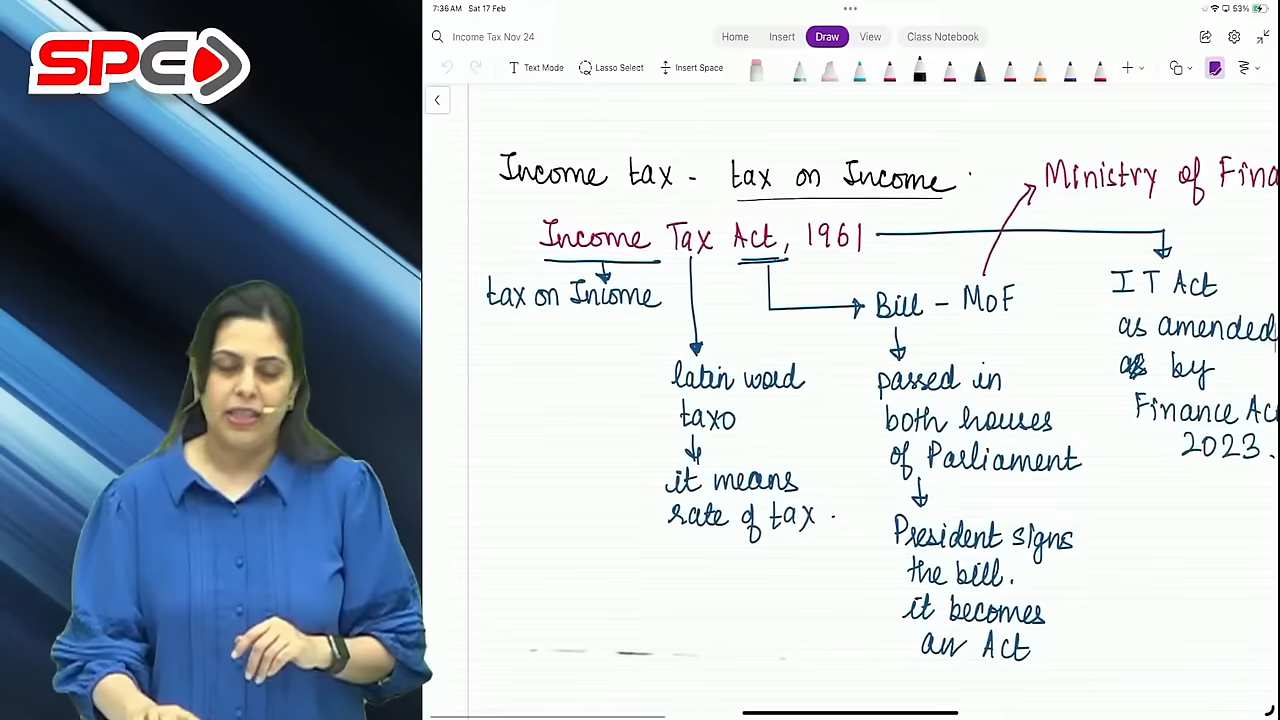 SPC
7:36 AM Sat 17 Feb
53%
Income Tax Nov 24
Home Insert Draw View Class Notebook
Text Mode Lasso Select Insert Space
Income tax - tax on Income.
Ministry of Fina
Income Tax Act, 1961
tax on Income
Bill - MoF
IT Act
as amended
by
Finance Ac
2023.
latin word
taxo
it means
rate of tax.
passed in
both houses
of Parliament
President signs
the bill.
it becomes
an Act